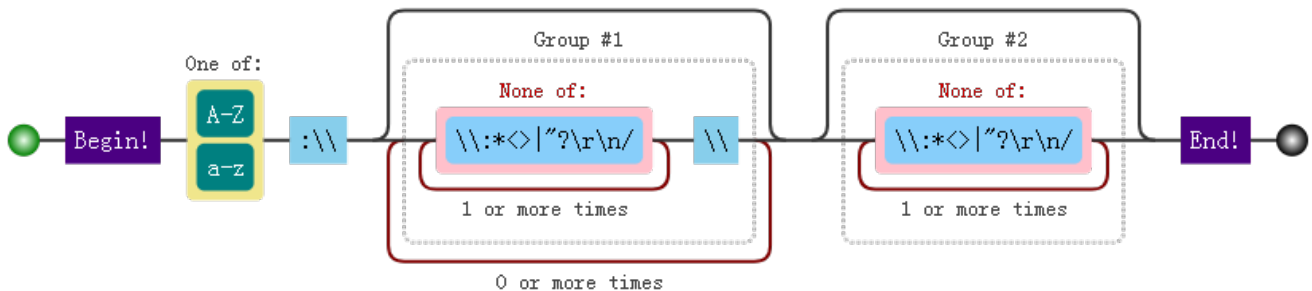 Group #1
Group #2
One of:
None of:
None of:
A-Z
Begin!
:\\
\\:*<>|"?\r\n/
\\
\\:*<>|"?\r\n/
End!
a-z
1 or more times
1 or more times
0 or more times